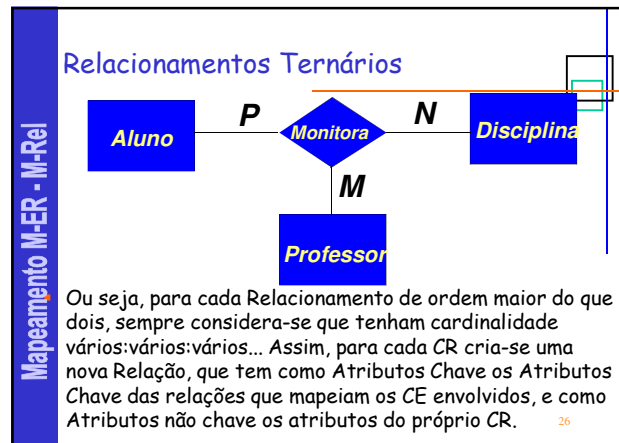 Relacionamentos Ternários
Mapeamento M-ER - M-Rel
Aluno
P
Monitora
N
Disciplina
M
Professor
Ou seja, para cada Relacionamento de ordem maior do que
dois, sempre considera-se que tenham cardinalidade
vários:vários:vários... Assim, para cada CR cria-se uma
nova Relação, que tem como Atributos Chave os Atributos
Chave das relações que mapeiam os CE envolvidos, e como
Atributos não chave os atributos do próprio CR.
26